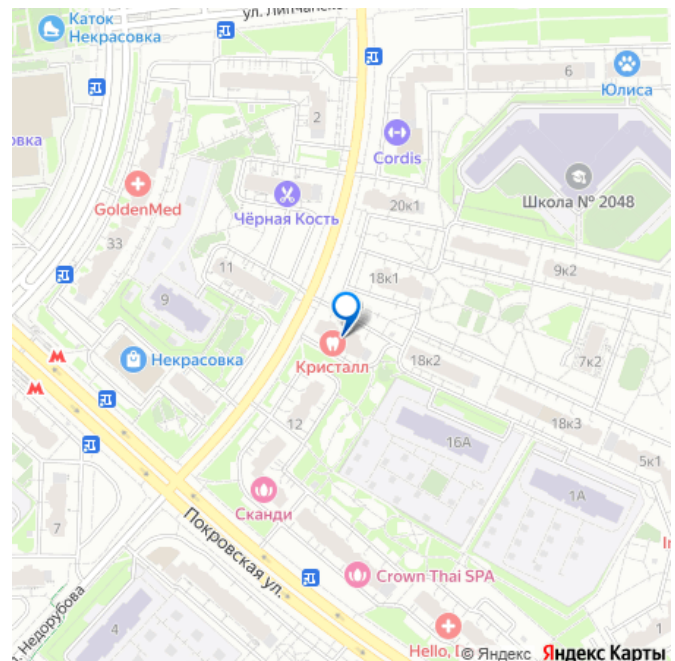 Каток
Некрасовка
ул. Липчанского
6
Юлиса
2
Cordis
GoldenMed
Школа № 2048
20к1
Чёрная Кость
33
11
9к2
18к1
9
Некрасовка
Кристалл
18к2
7к2
12
18к3
16А
5к1
1А
Сканди
Покровская ул.
7
Crown Thai SPA
Недорубова
4
Hello,
1
© Яндекс Яндекс Карты